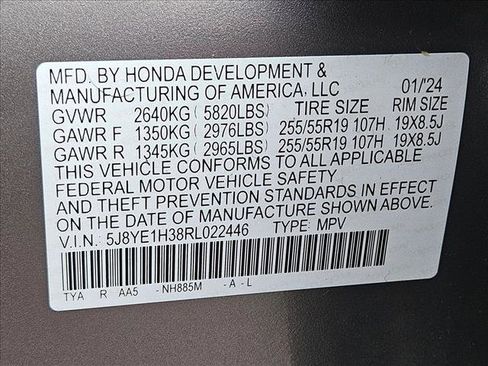 MFD. BY HONDA DEVELOPMENT &
MANUFACTURING OF AMERICA, LLC 01/'24
GVWR 2640KG (5820LBS) TIRE SIZE RIM SIZE
GAWR F 1350KG (2976LBS) 255/55R19 107H 19X8.5J
GAWR R 1345KG (2965LBS) 255/55R19 107H 19X8.5J
THIS VEHICLE CONFORMS TO ALL APPLICABLE
FEDERAL MOTOR VEHICLE SAFETY
AND THEFT PREVENTION STANDARDS IN EFFECT
ON THE DATE OF MANUFACTURE SHOWN ABOVE.
V.I.N: 5J8YE1H38RL022446 TYPE: MPV
TYA R AA5 -NH885M -A-L